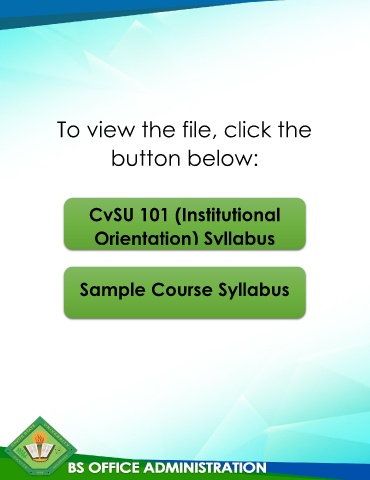 To view the file, click the
button below:
CvSU 101 (Institutional
Orientation) Syllabus
Sample Course Syllabus
BS OFFICE ADMINISTRATION